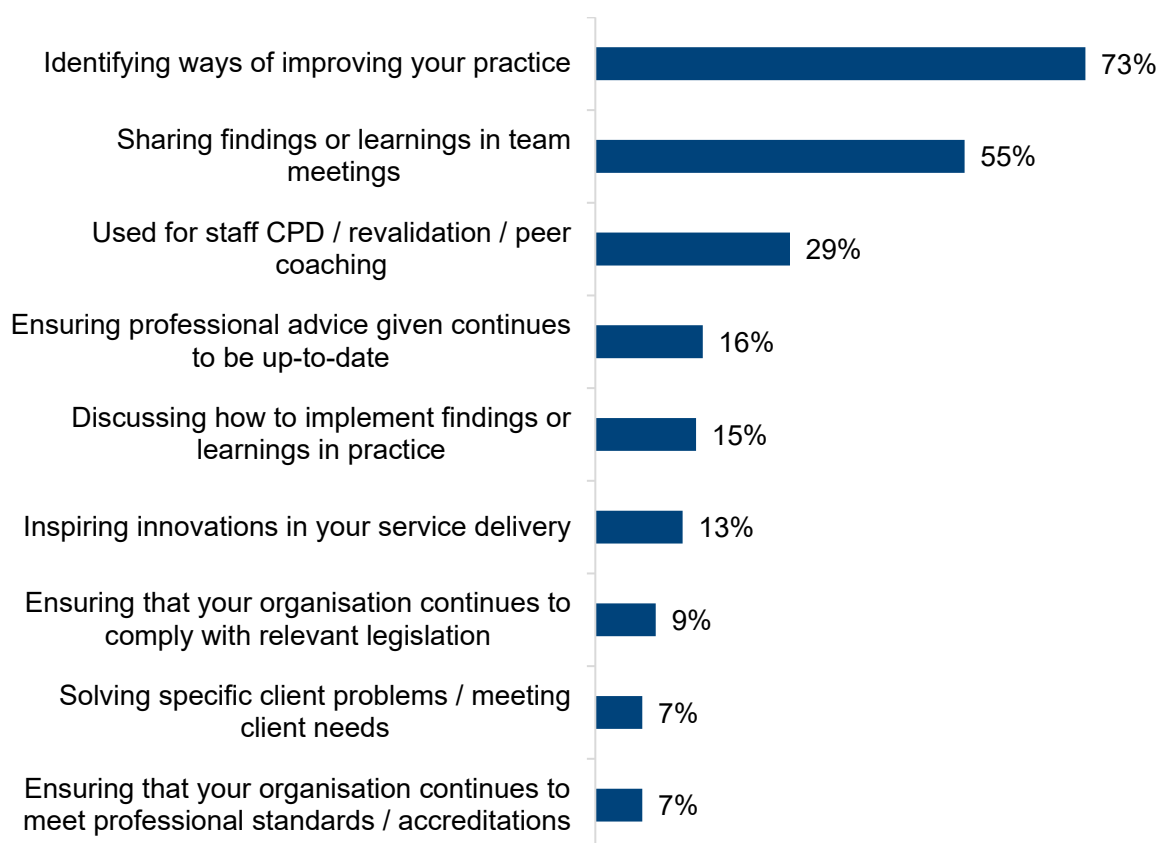 Identifying ways of improving your practice
73%
Sharing findings or learnings in team
meetings
55%
Used for staff CPD / revalidation / peer
coaching
29%
Ensuring professional advice given continues
to be up-to-date
16%
Discussing how to implement findings or
learnings in practice
15%
Inspiring innovations in your service delivery
13%
Ensuring that your organisation continues to
comply with relevant legislation
9%
Solving specific client problems / meeting
client needs
7%
Ensuring that your organisation continues to
meet professional standards / accreditations
7%